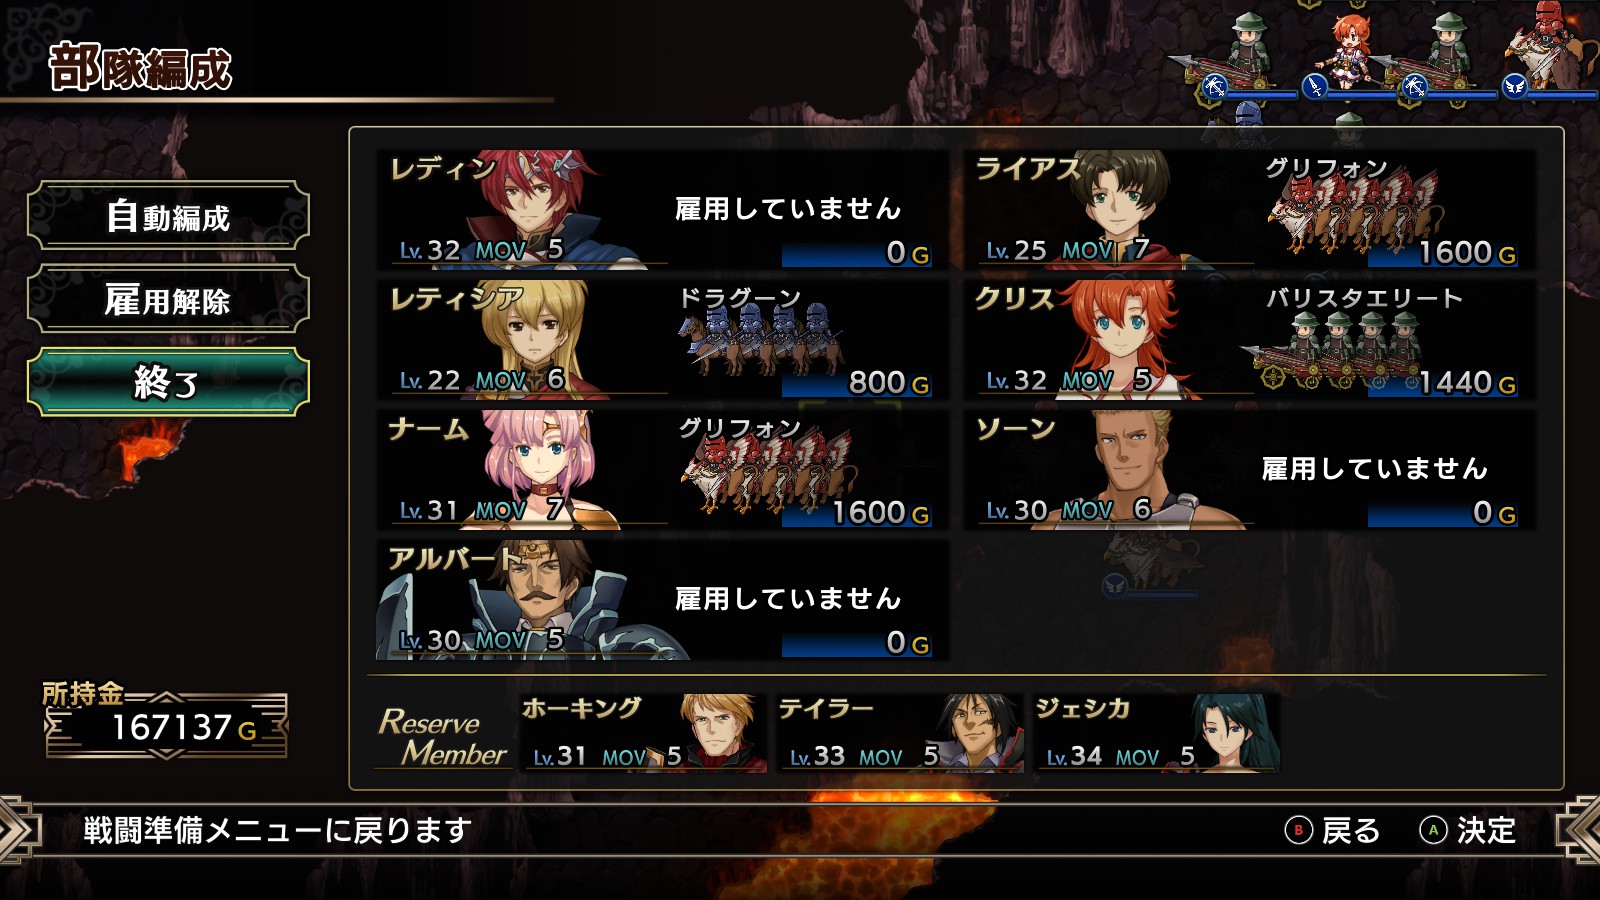 部隊編成
自動編成
雇用解除
終了
所持金
167137 G
レディン
Lv. 32 MOV 5
雇用していません
0 G
ライアス
Lv. 25 MOV 7
グリフォン
1600 G
レティシア
Lv. 22 MOV 6
ドラグーン
800 G
クリス
Lv. 32 MOV 5
バリスタエリート
1440 G
ナーム
Lv. 31 MOV 7
グリフォン
1600 G
ソーン
Lv. 30 MOV 6
雇用していません
0 G
アルバート
Lv. 30 MOV 5
雇用していません
0 G
Reserve
Member
ホーキング
Lv. 31 MOV 5
テイラー
Lv. 33 MOV 5
ジェシカ
Lv. 34 MOV 5
戦闘準備メニューに戻ります
B 戻る A 決定